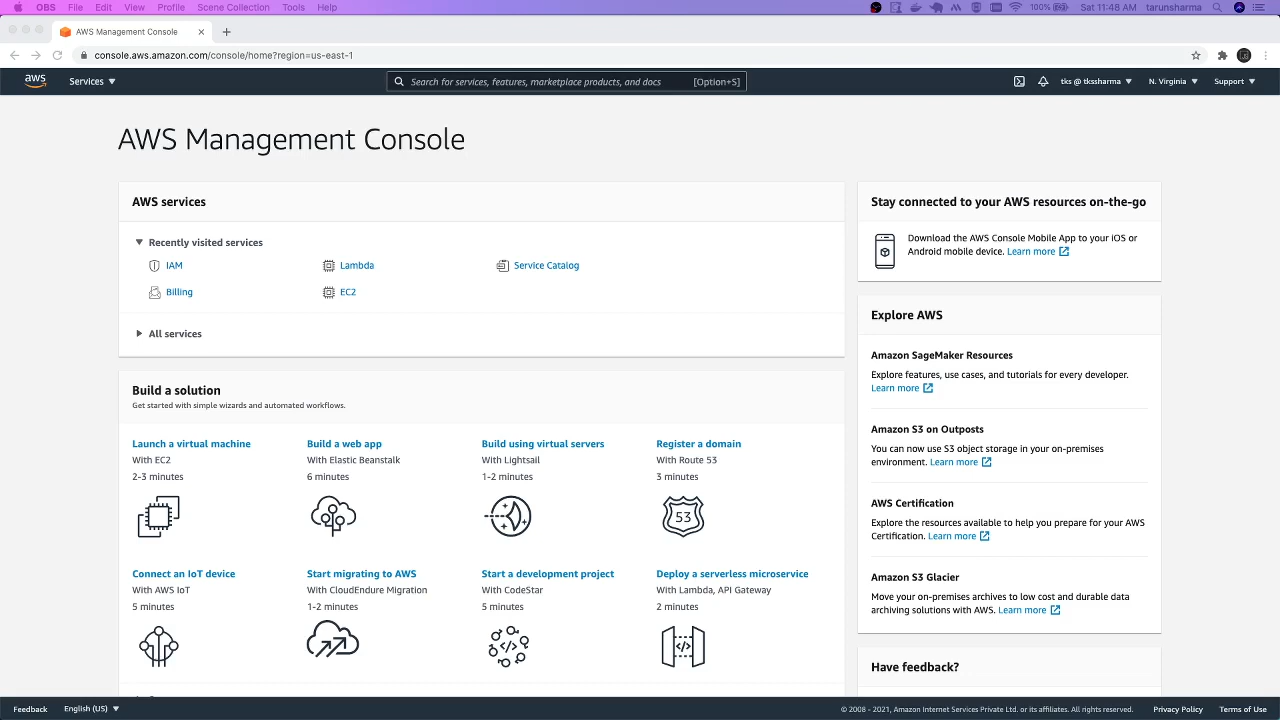 OBS File Edit View Profile Scene Collection Tools Help 100% Sat 11:48 AM tarunsharma
AWS Management Console
console.aws.amazon.com/console/home?region=us-east-1
aws Services Search for services, features, marketplace products, and docs [Option+S] tks @ tkssharma N. Virginia Support
AWS Management Console
AWS services
Recently visited services
IAM Lambda Service Catalog
Billing EC2
All services
Build a solution
Get started with simple wizards and automated workflows.
Launch a virtual machine Build a web app Build using virtual servers Register a domain
With EC2 With Elastic Beanstalk With Lightsail With Route 53
2-3 minutes 6 minutes 1-2 minutes 3 minutes
53
Connect an IoT device Start migrating to AWS Start a development project Deploy a serverless microservice
With AWS IoT With CloudEndure Migration With CodeStar With Lambda, API Gateway
5 minutes 1-2 minutes 5 minutes 2 minutes
Stay connected to your AWS resources on-the-go
Download the AWS Console Mobile App to your iOS or
Android mobile device. Learn more
Explore AWS
Amazon SageMaker Resources
Explore features, use cases, and tutorials for every developer.
Learn more
Amazon S3 on Outposts
You can now use S3 object storage in your on-premises
environment. Learn more
AWS Certification
Explore the resources available to help you prepare for your AWS
Certification. Learn more
Amazon S3 Glacier
Move your on-premises archives to low cost and durable data
archiving solutions with AWS. Learn more
Have feedback?
Feedback English (US) © 2008 - 2021, Amazon Internet Services Private Ltd. or its affiliates. All rights reserved. Privacy Policy Terms of Use